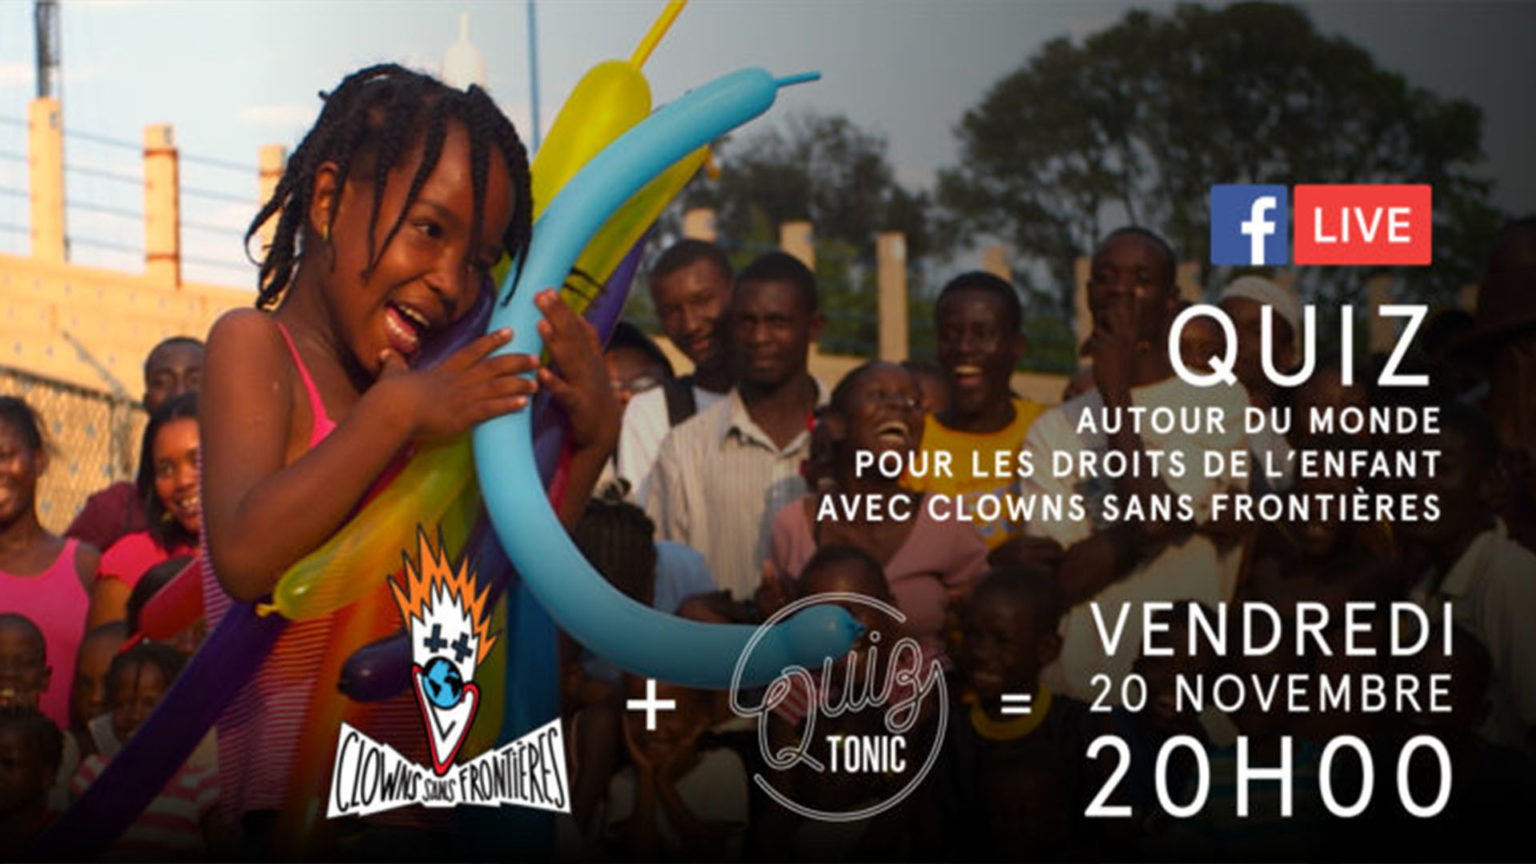 f LIVE
QUIZ
AUTOUR DU MONDE
POUR LES DROITS DE L'ENFANT
AVEC CLOWNS SANS FRONTIÈRES
VENDREDI
20 NOVEMBRE
20H00
CLOWNS SANS FRONTIÈRES
+
Quiz
TONIC
=